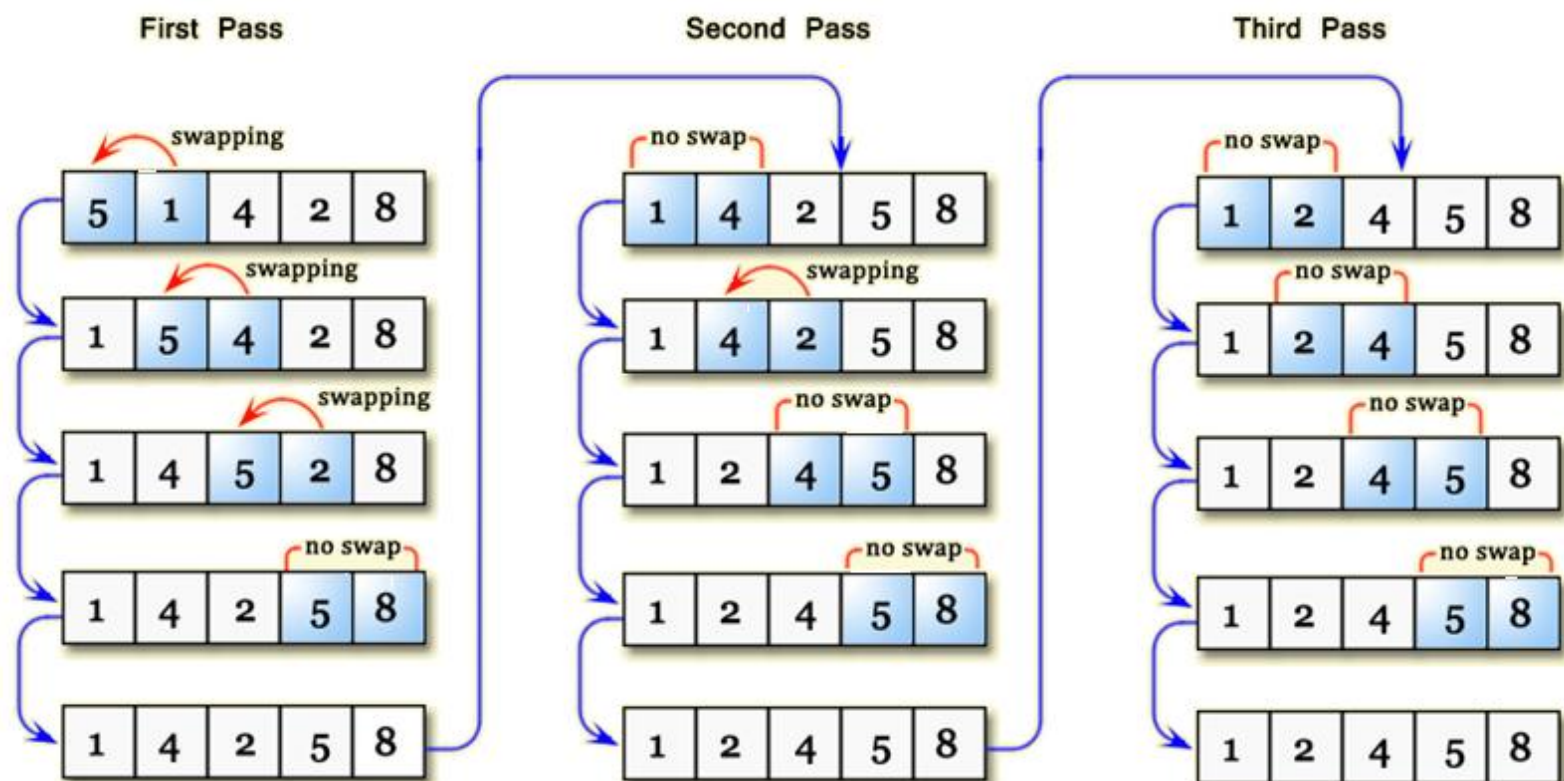 First Pass
swapping
5 1 4 2 8
swapping
1 5 4 2 8
swapping
1 4 5 2 8
no swap
1 4 2 5 8
1 4 2 5 8
Second Pass
no swap
1 4 2 5 8
swapping
1 4 2 5 8
no swap
1 2 4 5 8
no swap
1 2 4 5 8
1 2 4 5 8
Third Pass
no swap
1 2 4 5 8
no swap
1 2 4 5 8
no swap
1 2 4 5 8
no swap
1 2 4 5 8
1 2 4 5 8